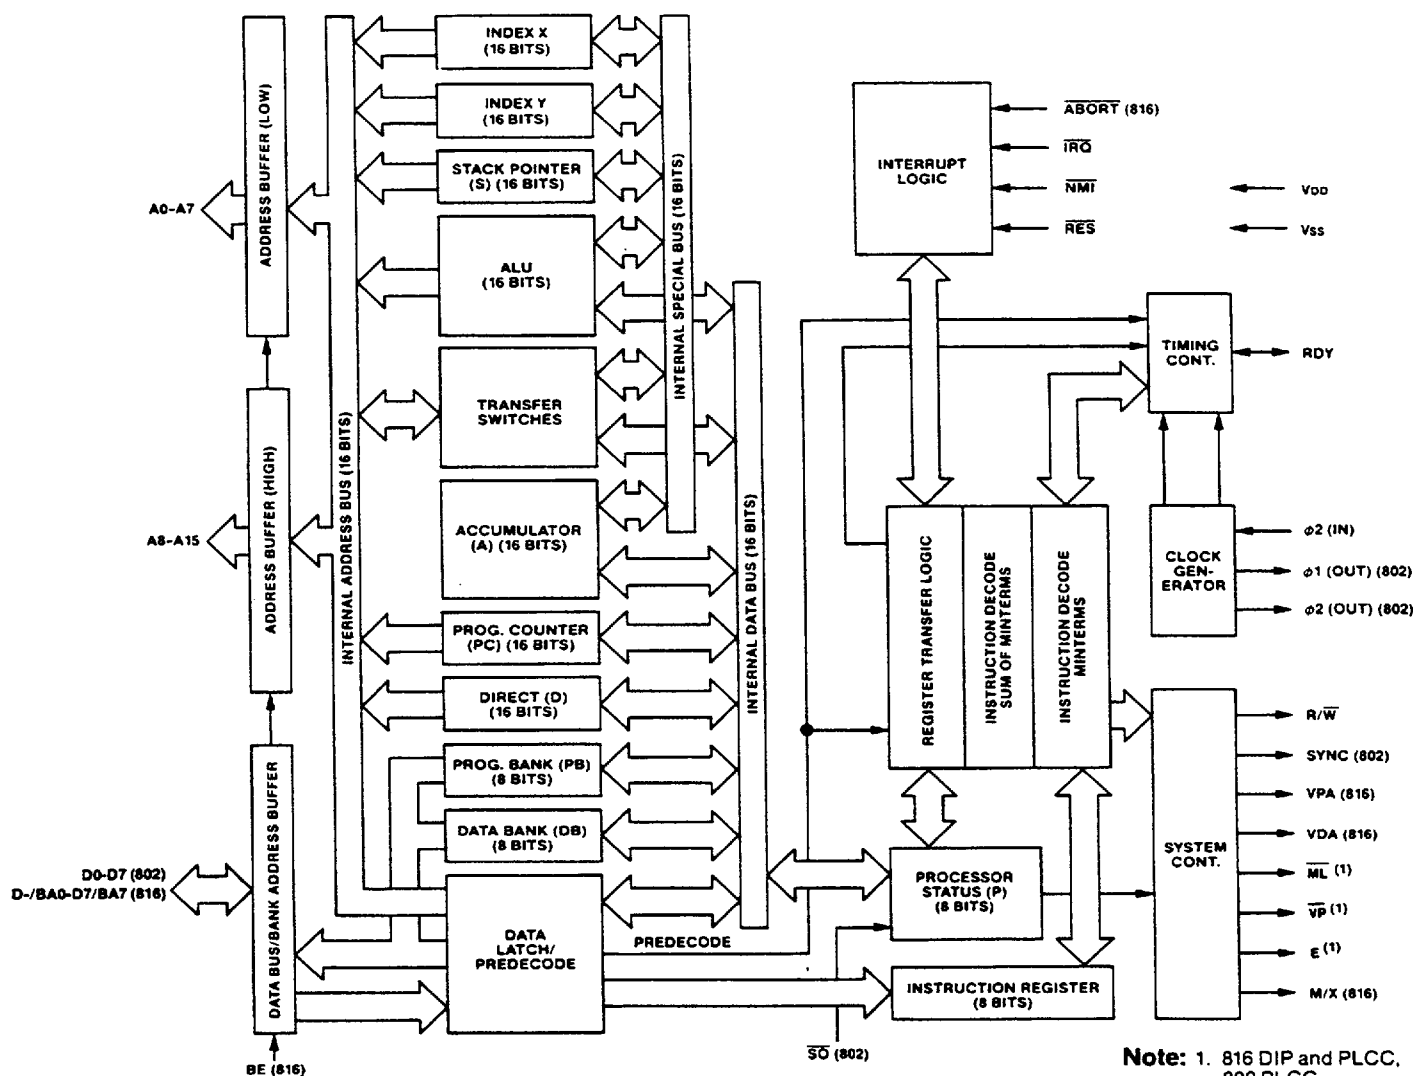 INDEX X
(16 BITS)
INDEX Y
(16 BITS)
STACK POINTER
(S) (16 BITS)
ALU
(16 BITS)
TRANSFER
SWITCHES
ACCUMULATOR
(A) (16 BITS)
PROG. COUNTER
(PC) (16 BITS)
DIRECT (D)
(16 BITS)
PROG. BANK (PB)
(8 BITS)
DATA BANK (DB)
(8 BITS)
DATA
LATCH/
PREDECODE
PREDECODE
ADDRESS BUFFER (LOW)
ADDRESS BUFFER (HIGH)
DATA BUS/BANK ADDRESS BUFFER
INTERNAL ADDRESS BUS (16 BITS)
INTERNAL SPECIAL BUS (16 BITS)
INTERNAL DATA BUS (16 BITS)
A0-A7
A8-A15
D0-D7 (802)
D-/BA0-D7/BA7 (816)
BE (816)
INTERRUPT
LOGIC
ABORT (816)
IRQ
NMI
RES
VDD
VSS
TIMING
CONT.
RDY
CLOCK
GEN-
ERATOR
φ2 (IN)
φ1 (OUT) (802)
φ2 (OUT) (802)
REGISTER TRANSFER LOGIC
INSTRUCTION DECODE
SUM OF MINTERMS
INSTRUCTION DECODE
MINTERMS
SYSTEM
CONT.
R/W
SYNC (802)
VPA (816)
VDA (816)
ML (1)
VP (1)
E (1)
M/X (816)
PROCESSOR
STATUS (P)
(8 BITS)
INSTRUCTION REGISTER
(8 BITS)
SO (802)
Note: 1. 816 DIP and PLCC,